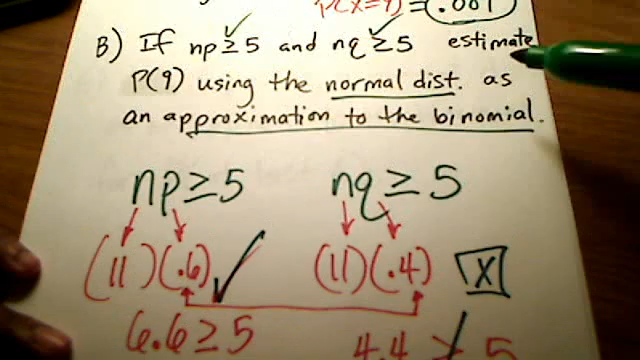 P(X=9) = .001
B) If np≥5 and nq≥5 estimate
P(9) using the normal dist. as
an approximation to the binomial.
np≥5 nq≥5
(11)(.6) ✓ (11)(.4) X
6.6≥5 4.4≱5